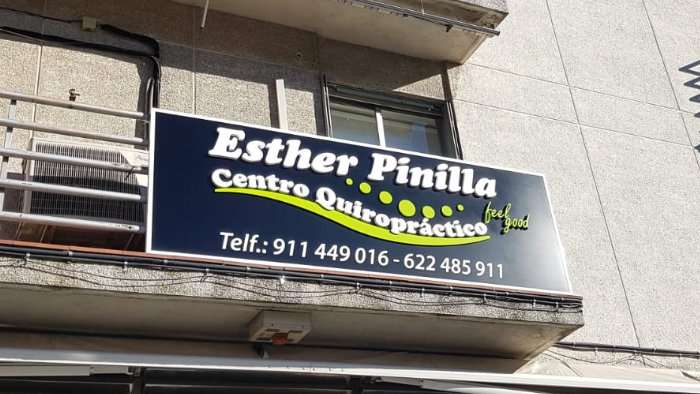 Esther Pinilla
Centro Quiropráctico
feel
good
Telf.: 911 449 016 - 622 485 911